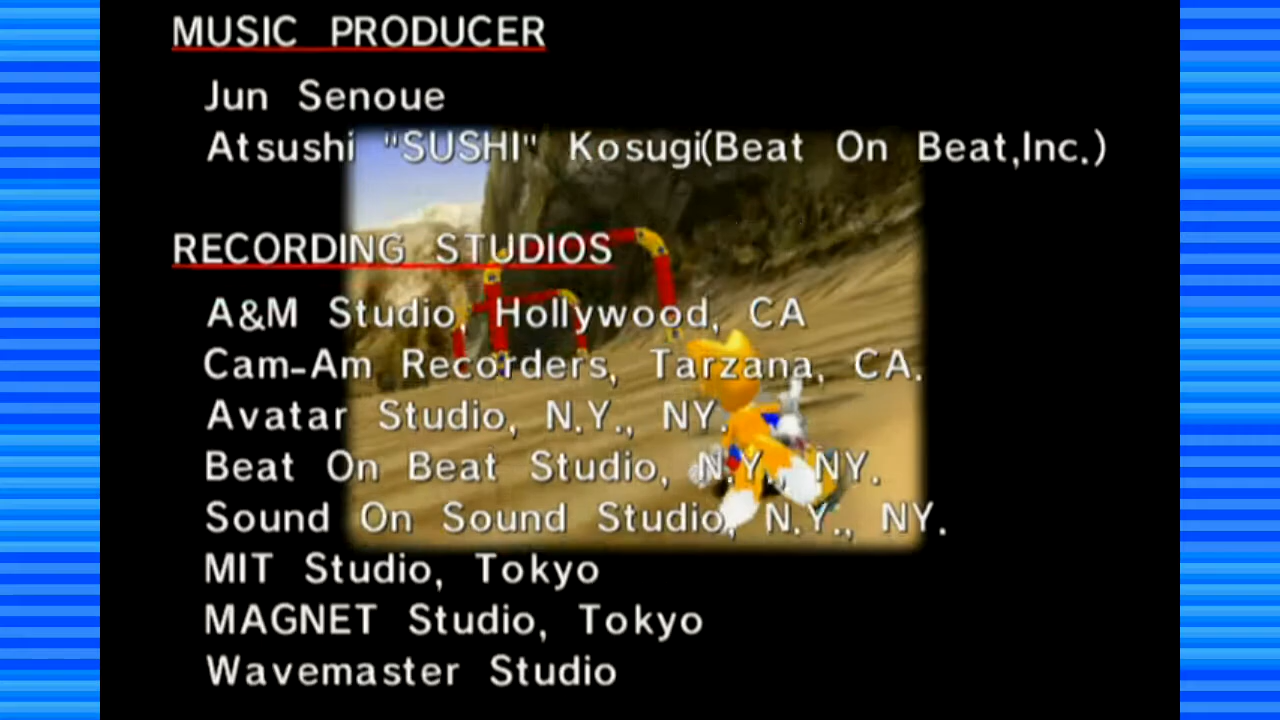 MUSIC PRODUCER
Jun Senoue
Atsushi "SUSHI" Kosugi(Beat On Beat,Inc.)
RECORDING STUDIOS
A&M Studio, Hollywood, CA
Cam-Am Recorders, Tarzana, CA.
Avatar Studio, N.Y., NY.
Beat On Beat Studio, N.Y., NY.
Sound On Sound Studio, N.Y., NY.
MIT Studio, Tokyo
MAGNET Studio, Tokyo
Wavemaster Studio